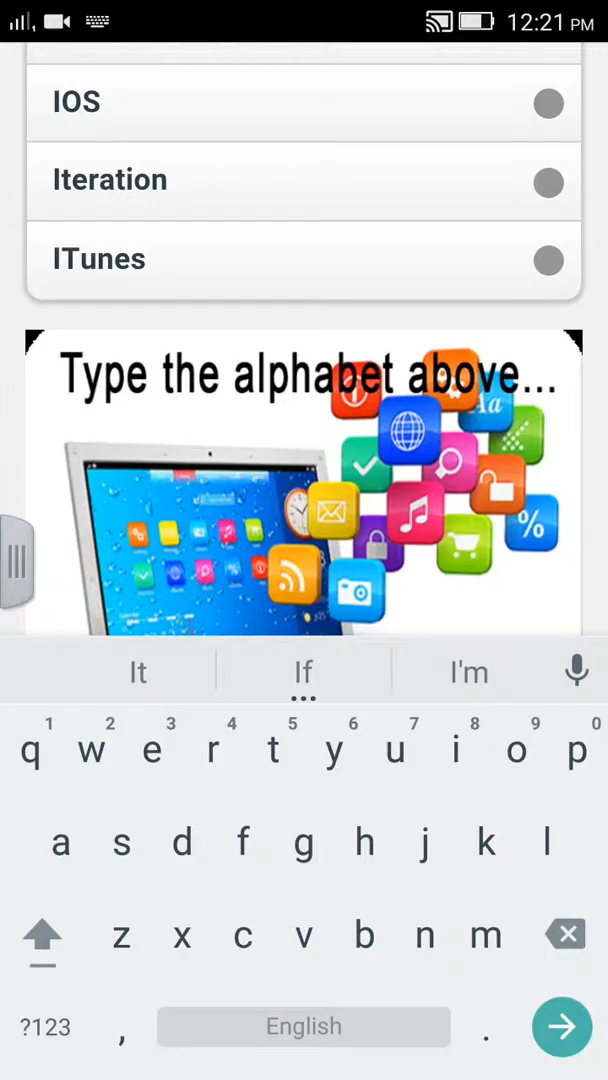 12:21 PM
IOS
Iteration
ITunes
Type the alphabet above...
Aa
%
It If I'm
1 2 3 4 5 6 7 8 9 0
q w e r t y u i o p
a s d f g h j k l
z x c v b n m
?123 , English .